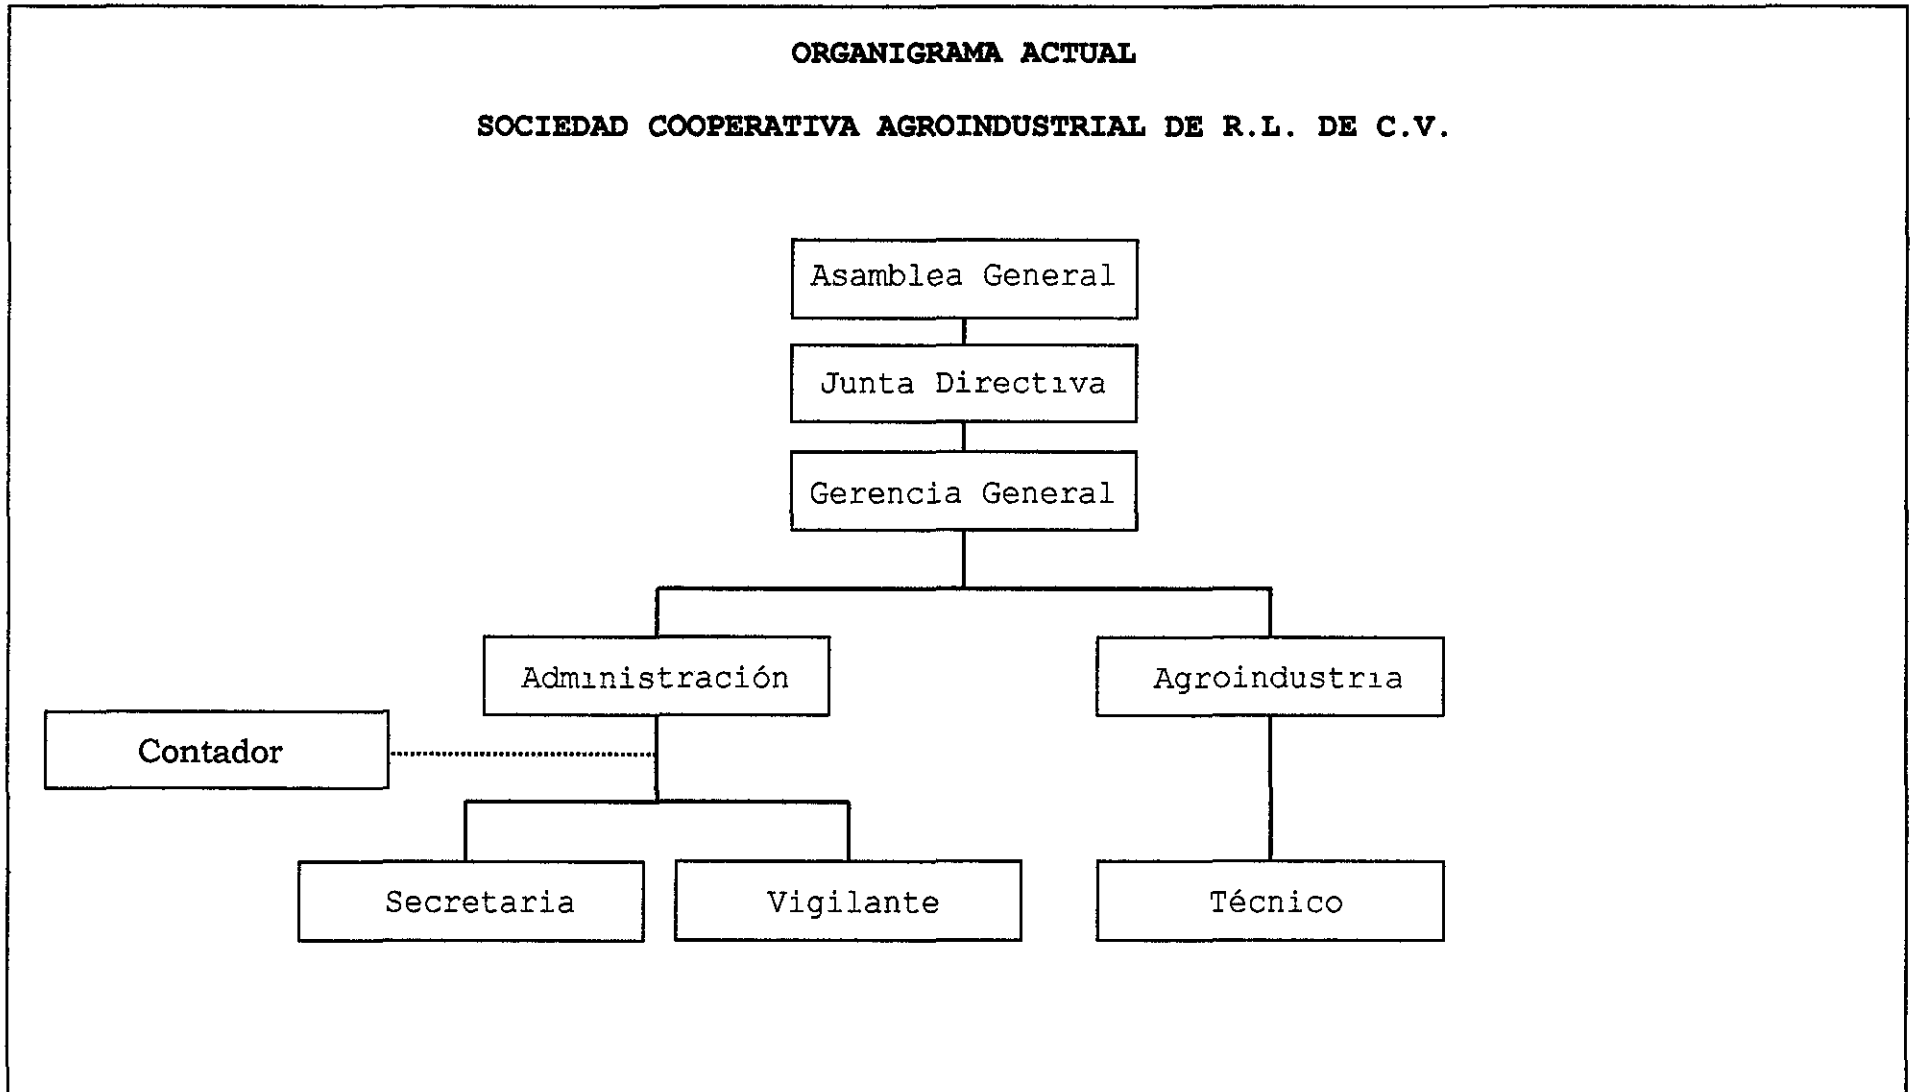 ORGANIGRAMA ACTUAL
SOCIEDAD COOPERATIVA AGROINDUSTRIAL DE R.L. DE C.V.
Asamblea General
Junta Directiva
Gerencia General
Administración
Agroindustria
Contador
Secretaria
Vigilante
Técnico